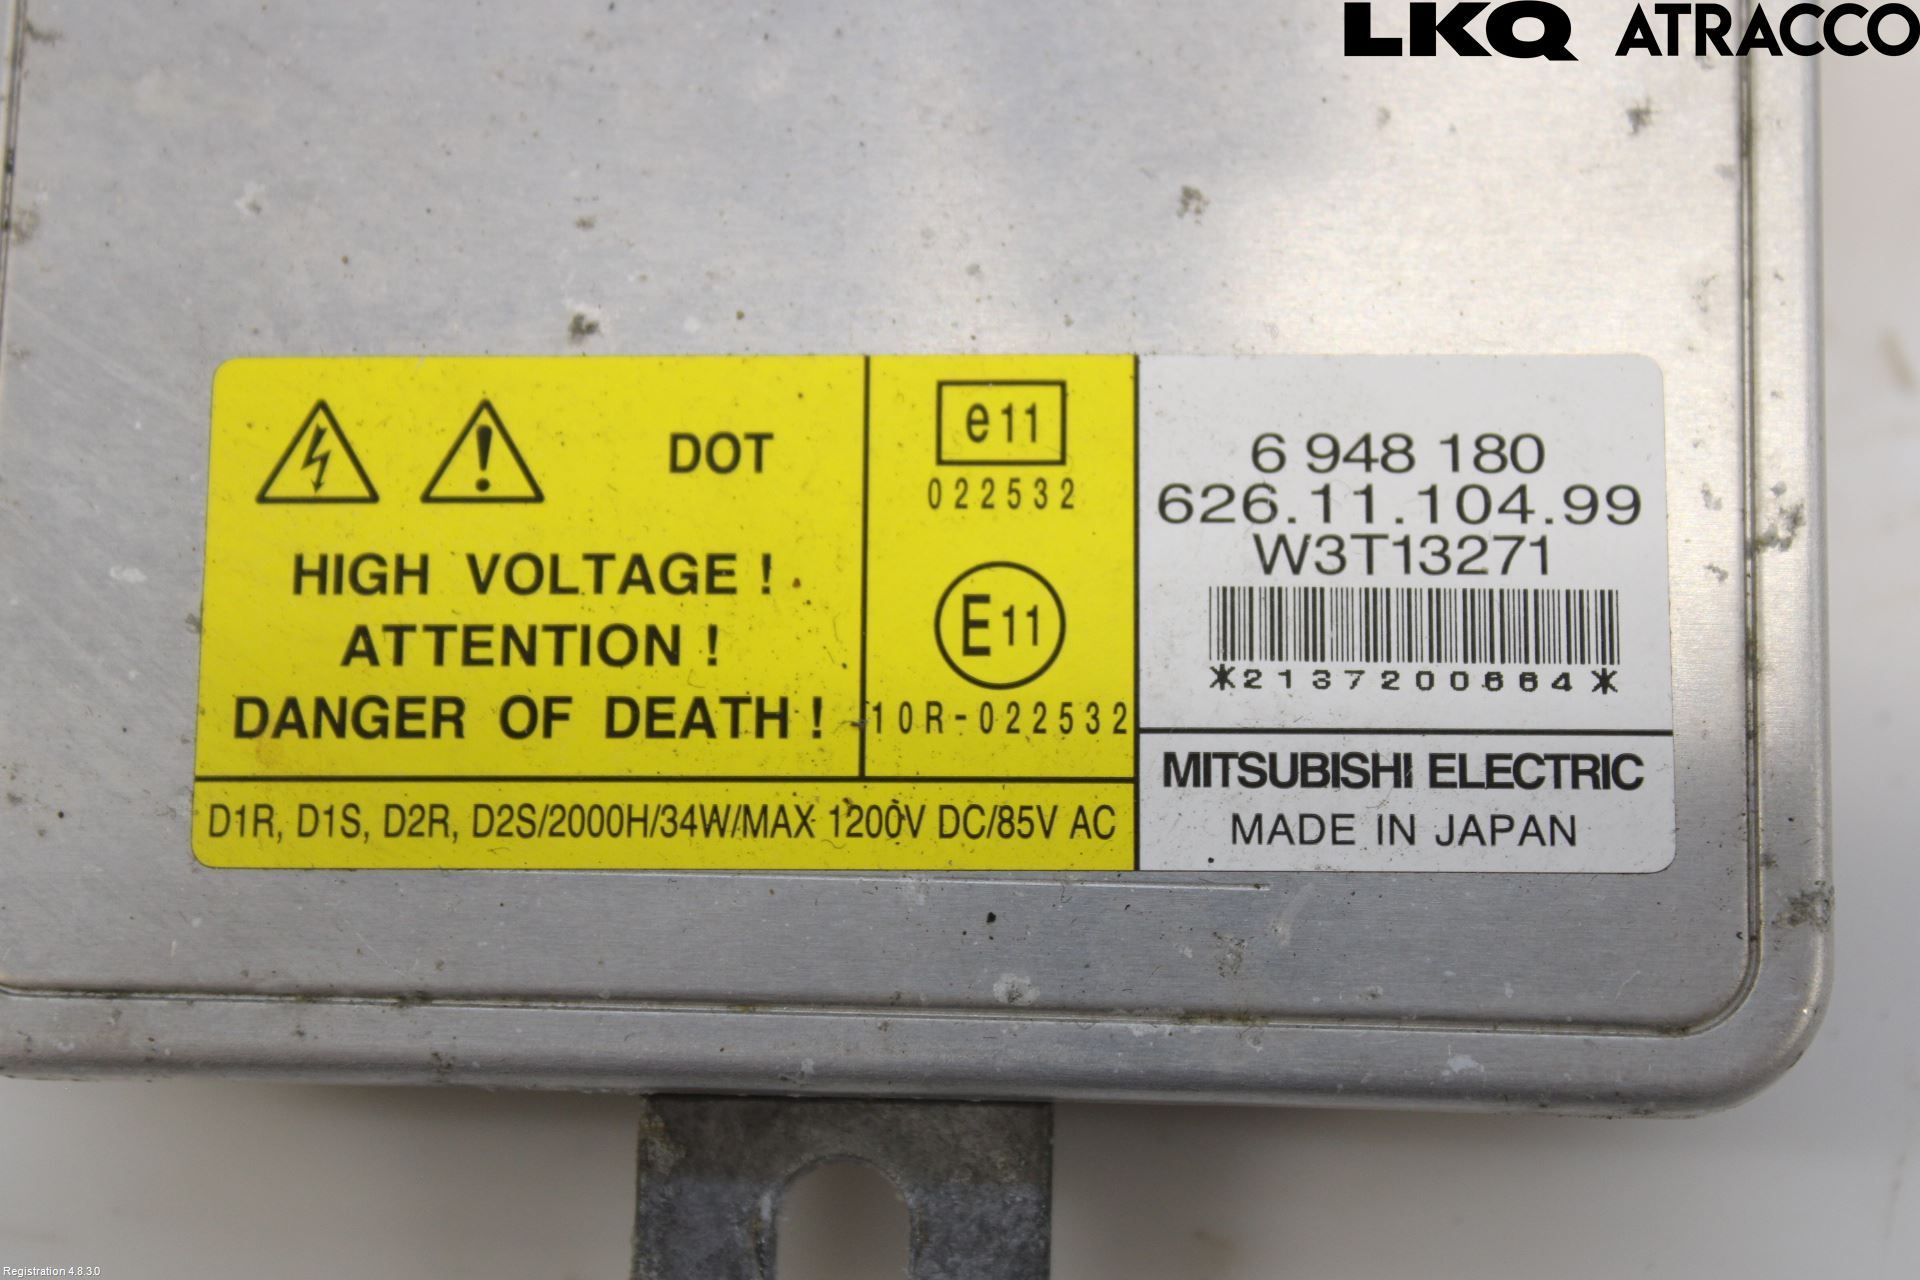 LKQ ATRACCO
DOT
HIGH VOLTAGE !
ATTENTION !
DANGER OF DEATH !
e11
022532
E11
10R-022532
D1R, D1S, D2R, D2S/2000H/34W/MAX 1200V DC/85V AC
6 948 180
626.11.104.99
W3T13271
*2137200664*
MITSUBISHI ELECTRIC
MADE IN JAPAN
Registration 4.8.3.0